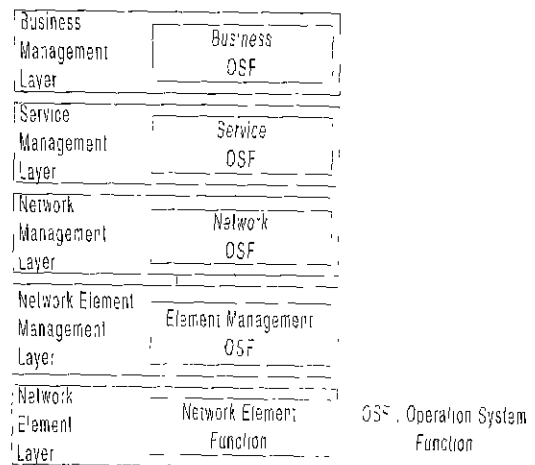 Business
Management
Layer
Business
OSF
Service
Management
Layer
Service
OSF
Network
Management
Layer
Network
OSF
Network Element
Management
Layer
Element Management
OSF
Network
Element
Layer
Network Element
Function
OSF : Operation System
Function